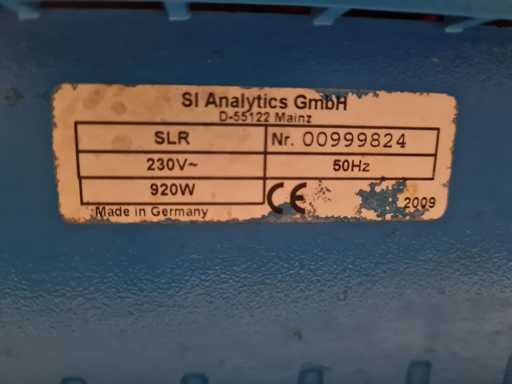 SI Analytics GmbH
D-55122 Mainz
SLR Nr. 00999824
230V~ 50Hz
920W CE
Made in Germany 2009